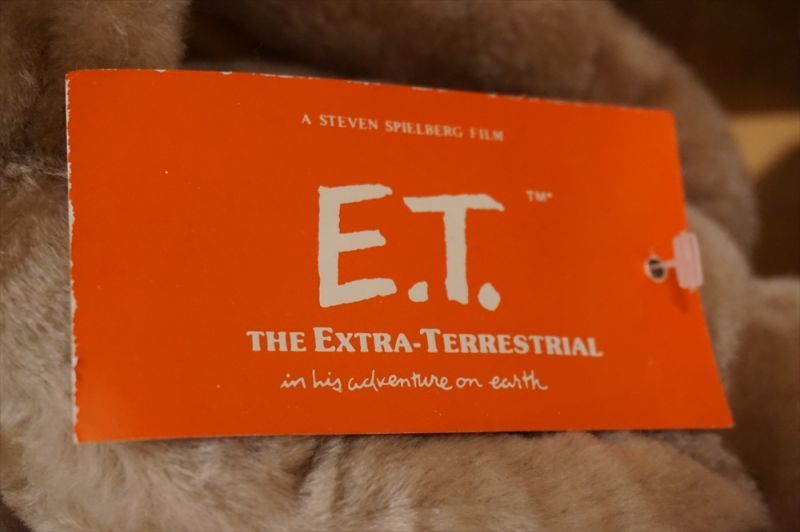 A STEVEN SPIELBERG FILM
E.T. TM*
THE EXTRA-TERRESTRIAL
in his adventure on earth